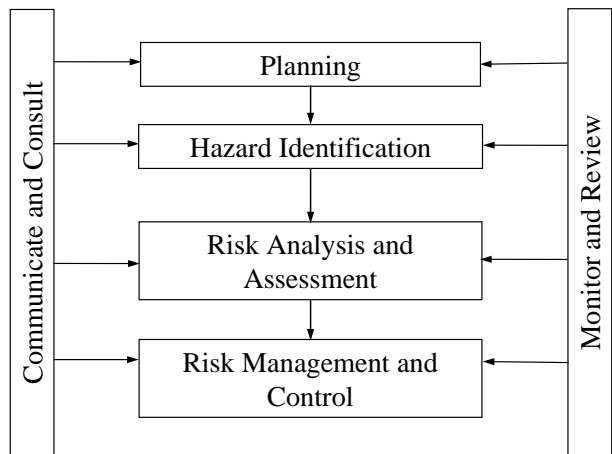 Communicate and Consult
Planning
Hazard Identification
Risk Analysis and
Assessment
Risk Management and
Control
Monitor and Review